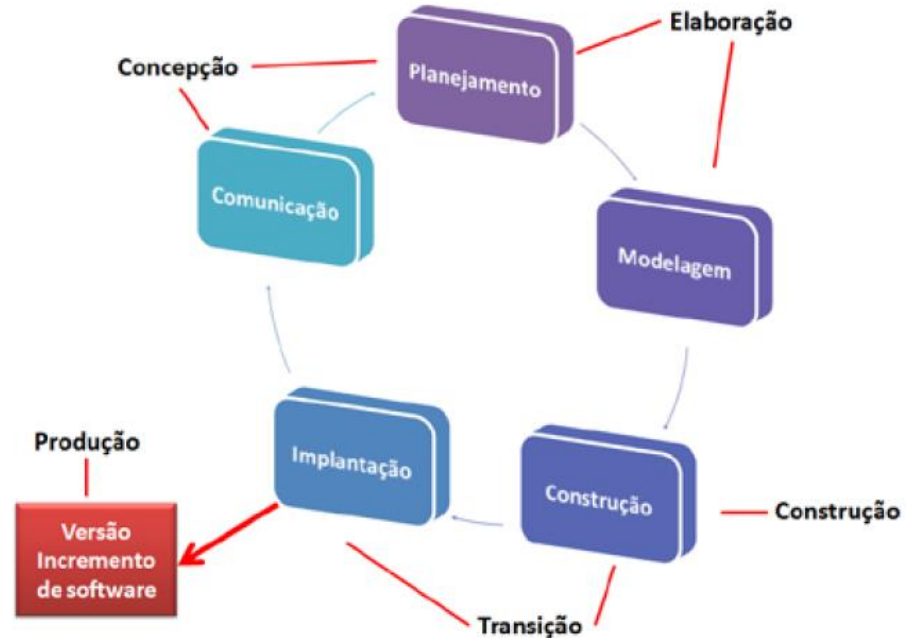 Elaboração
Planejamento
Concepção
Comunicação
Modelagem
Produção
Implantação
Construção
Construção
Versão
Incremento
de software
Transição